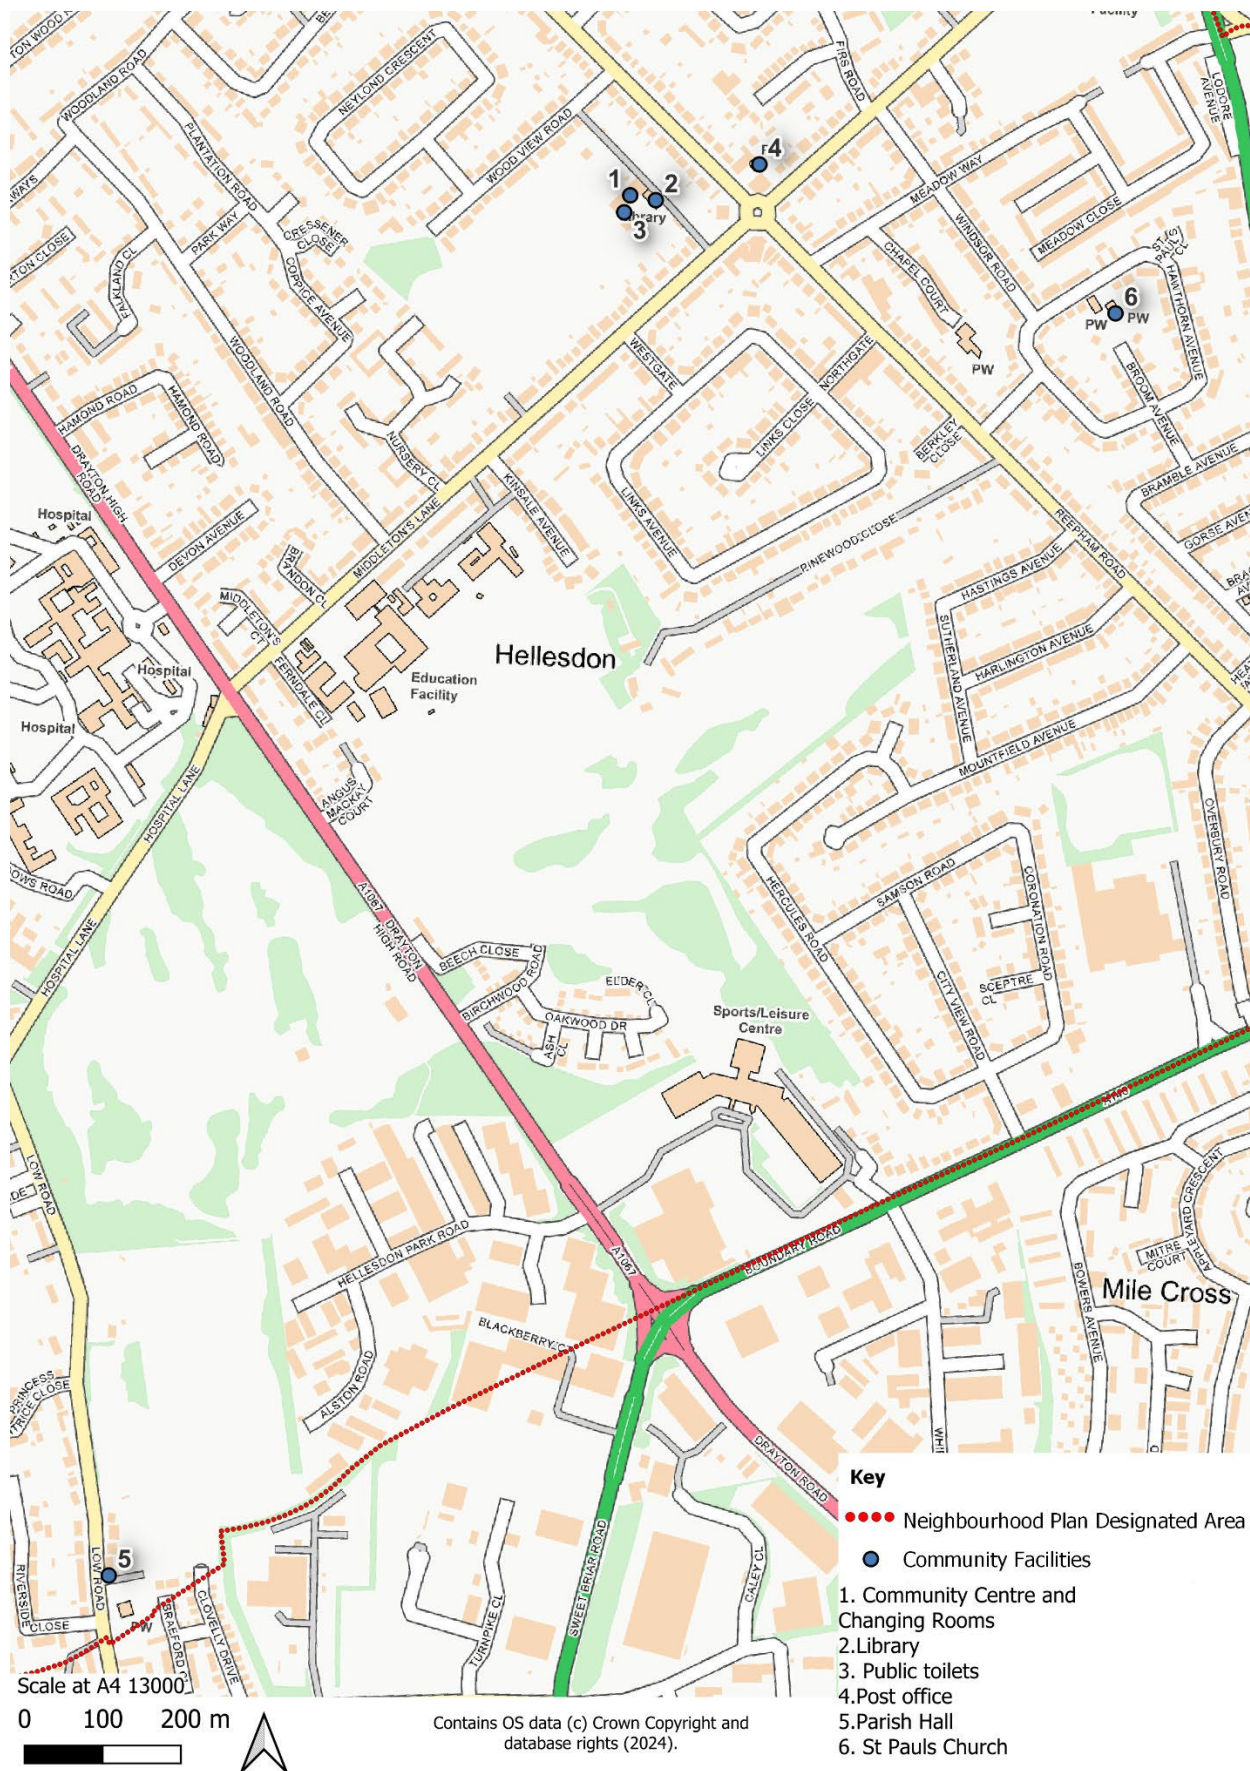 Facility
WOODLAND ROAD
NEYLOND CRESCENT
FIRS ROAD
LODORE
AVENUE
PLANTATION ROAD
WOOD VIEW ROAD
4
MEADOW WAY
1
2
3
MEADOW CLOSE
PARK WAY
CRESSENER
CLOSE
WINDSOR ROAD
ST
PAUL'S
CL
CHAPEL COURT
HAWTHORN AVENUE
FALKLAND CL
COPPICE AVENUE
6
PW
PW
WESTGATE
NORTHGATE
PW
BROOM AVENUE
WOODLAND ROAD
HAMOND ROAD
HAMOND ROAD
LINKS CLOSE
BERKLEY
CLOSE
NURSERY CL
LINKS AVENUE
KINSALE AVENUE
BRAMBLE AVENUE
DRAYTON HIGH
ROAD
Hospital
MIDDLETON'S LANE
PINEWOOD CLOSE
REEPHAM ROAD
DEVON AVENUE
BRANDON CL
HASTINGS AVENUE
MIDDLETON'S
CT
SUTHERLAND AVENUE
HARLINGTON AVENUE
Hellesdon
Hospital
FERNDALE CL
Education
Facility
Hospital
MOUNTFIELD AVENUE
ANGUS
MACKAY
COURT
HOSPITAL LANE
OVERBURY ROAD
HERCULES ROAD
SAMSON ROAD
CORONATION ROAD
A1067
DRAYTON
HIGH ROAD
HOSPITAL LANE
BEECH CLOSE
BIRCHWOOD ROAD
ELDER CL
SCEPTRE
CL
CITY VIEW ROAD
OAKWOOD DR
ASH
CL
Sports/Leisure
Centre
LOW ROAD
APPLEYARD CRESCENT
HELLESDON PARK ROAD
A1067
BOUNDARY ROAD
MITRE
COURT
BOWERS AVENUE
Mile Cross
BLACKBERRY CT
ALSTON ROAD
DRAYTON ROAD
SWEETBRIAR ROAD
CALEY CL
5
LOW ROAD
RIVERSIDE
CLOSE
BRAEFORD CL
CLOVELLY DRIVE
TURNPIKE CL
Key
Neighbourhood Plan Designated Area
Community Facilities
1. Community Centre and
Changing Rooms
2.Library
3. Public toilets
4.Post office
5.Parish Hall
6. St Pauls Church
Scale at A4 13000
0 100 200 m
Contains OS data (c) Crown Copyright and
database rights (2024).